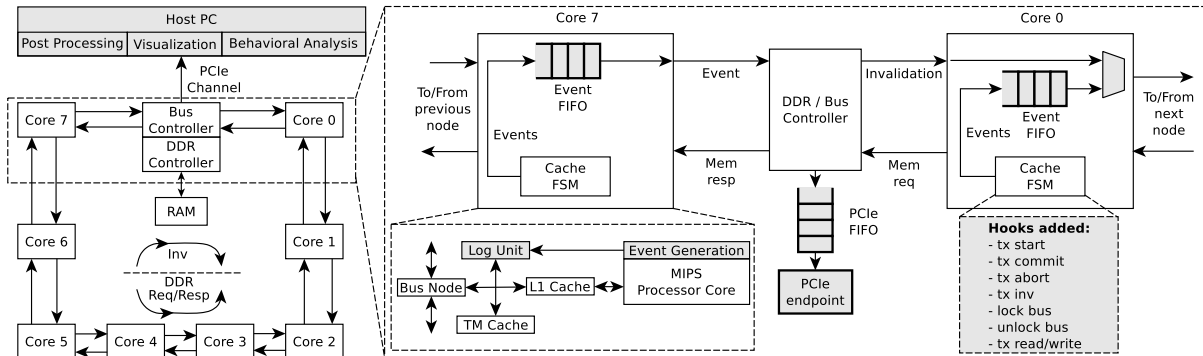 Host PC
Post Processing
Visualization
Behavioral Analysis
PCIe
Channel
Core 7
Bus
Controller
Core 0
DDR
Controller
RAM
Core 6
Core 1
Inv
DDR
Req/Resp
Core 5
Core 4
Core 3
Core 2
Core 7
Core 0
To/From
previous
node
Event
FIFO
Events
Cache
FSM
Event
Mem
resp
DDR / Bus
Controller
PCIe
FIFO
PCIe
endpoint
Invalidation
Mem
req
Event
FIFO
Events
Cache
FSM
To/From
next
node
Log Unit
Event Generation
Bus Node
L1 Cache
MIPS
Processor Core
TM Cache
Hooks added:
- tx start
- tx commit
- tx abort
- tx inv
- lock bus
- unlock bus
- tx read/write